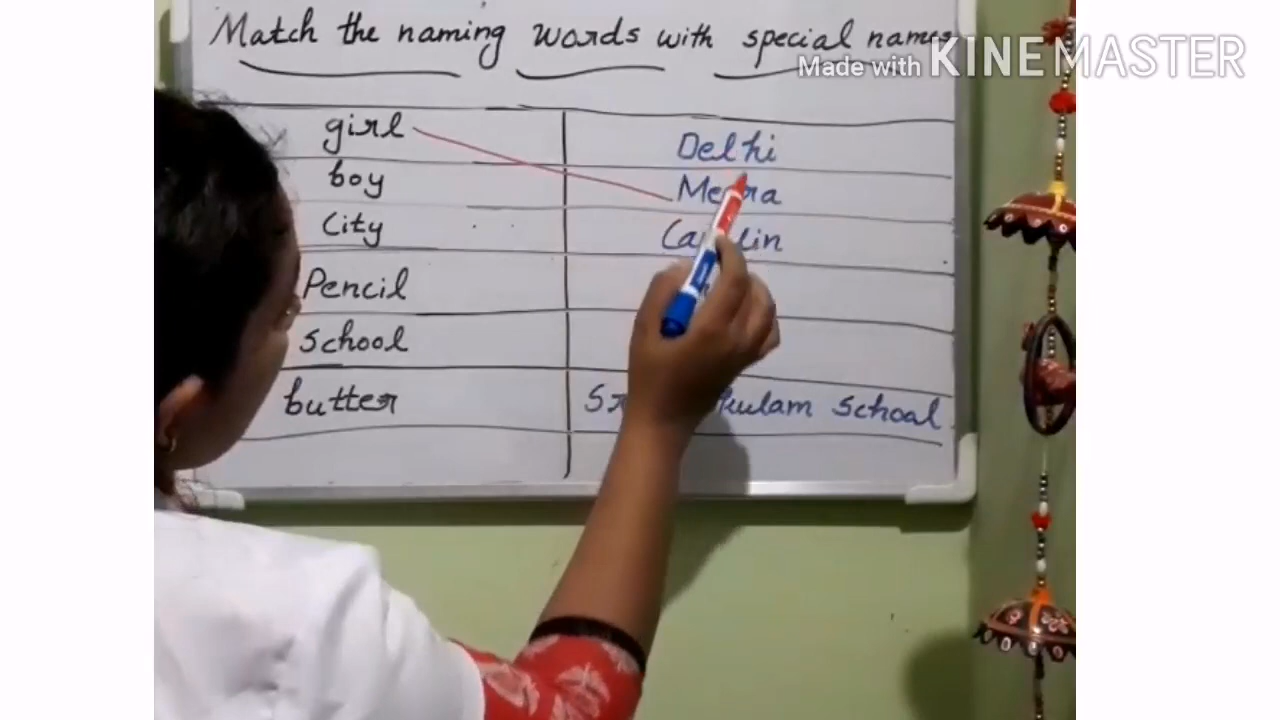 Match the naming words with special names
Made with KINEMASTER
girl Delhi
boy
City
Pencil
school
butter school